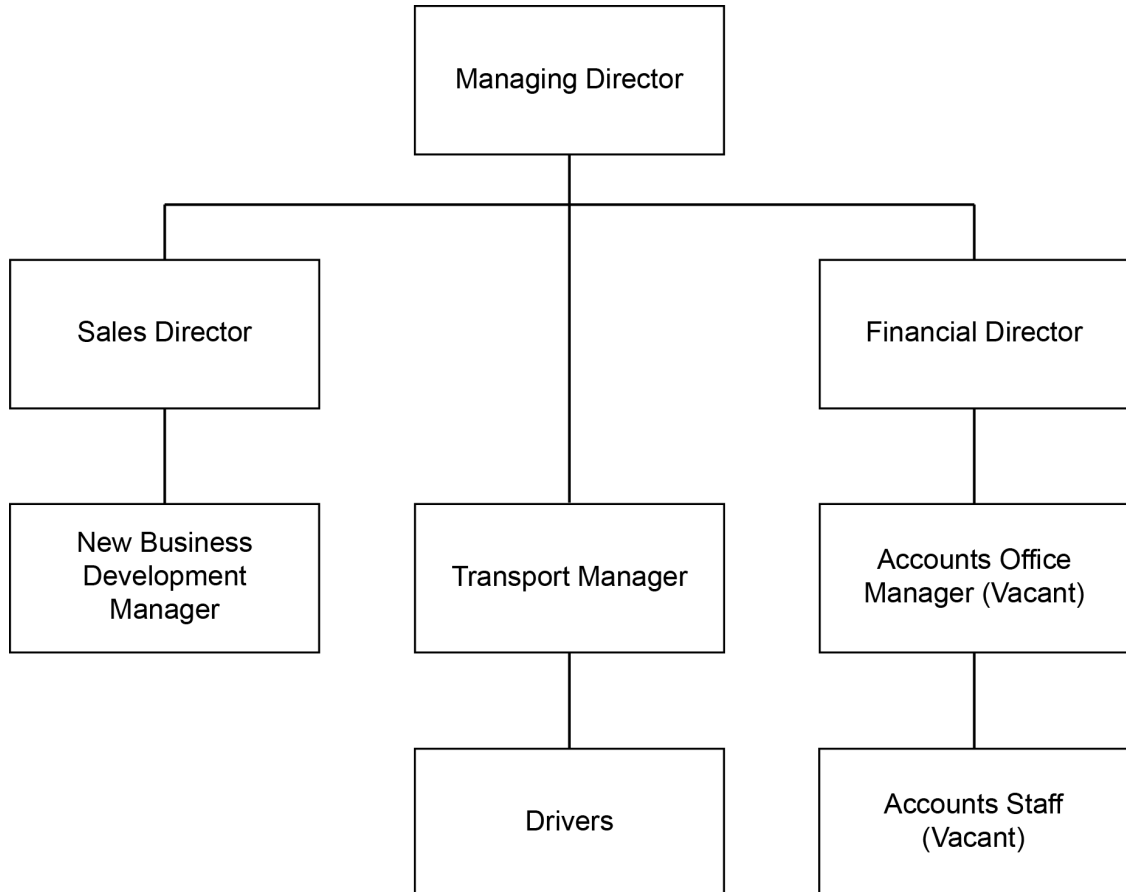 Managing Director
Sales Director
Financial Director
New Business
Development
Manager
Transport Manager
Accounts Office
Manager (Vacant)
Drivers
Accounts Staff
(Vacant)